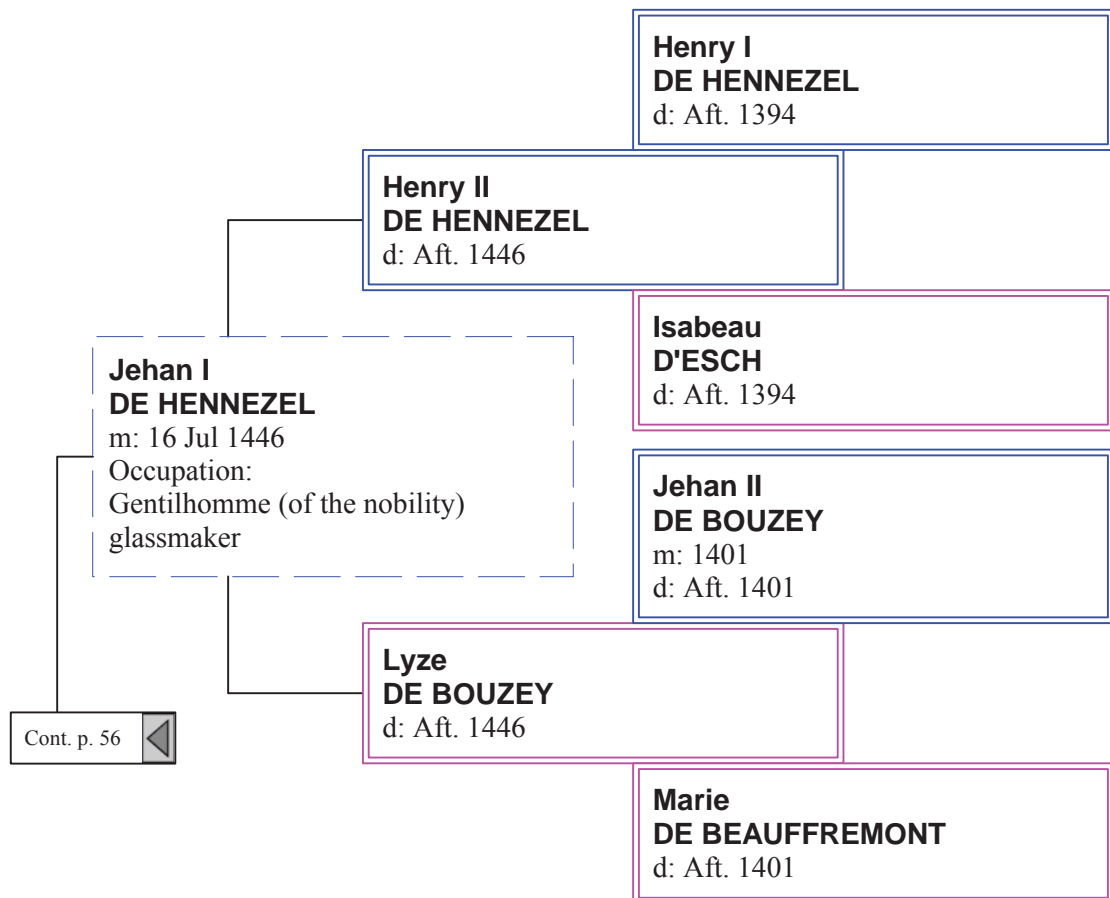 Henry I
DE HENNEZEL
d: Aft. 1394
Henry II
DE HENNEZEL
d: Aft. 1446
Isabeau
D'ESCH
d: Aft. 1394
Jehan I
DE HENNEZEL
m: 16 Jul 1446
Occupation:
Gentilhomme (of the nobility)
glassmaker
Jehan II
DE BOUZEY
m: 1401
d: Aft. 1401
Lyze
DE BOUZEY
d: Aft. 1446
Cont. p. 56
Marie
DE BEAUFFREMONT
d: Aft. 1401